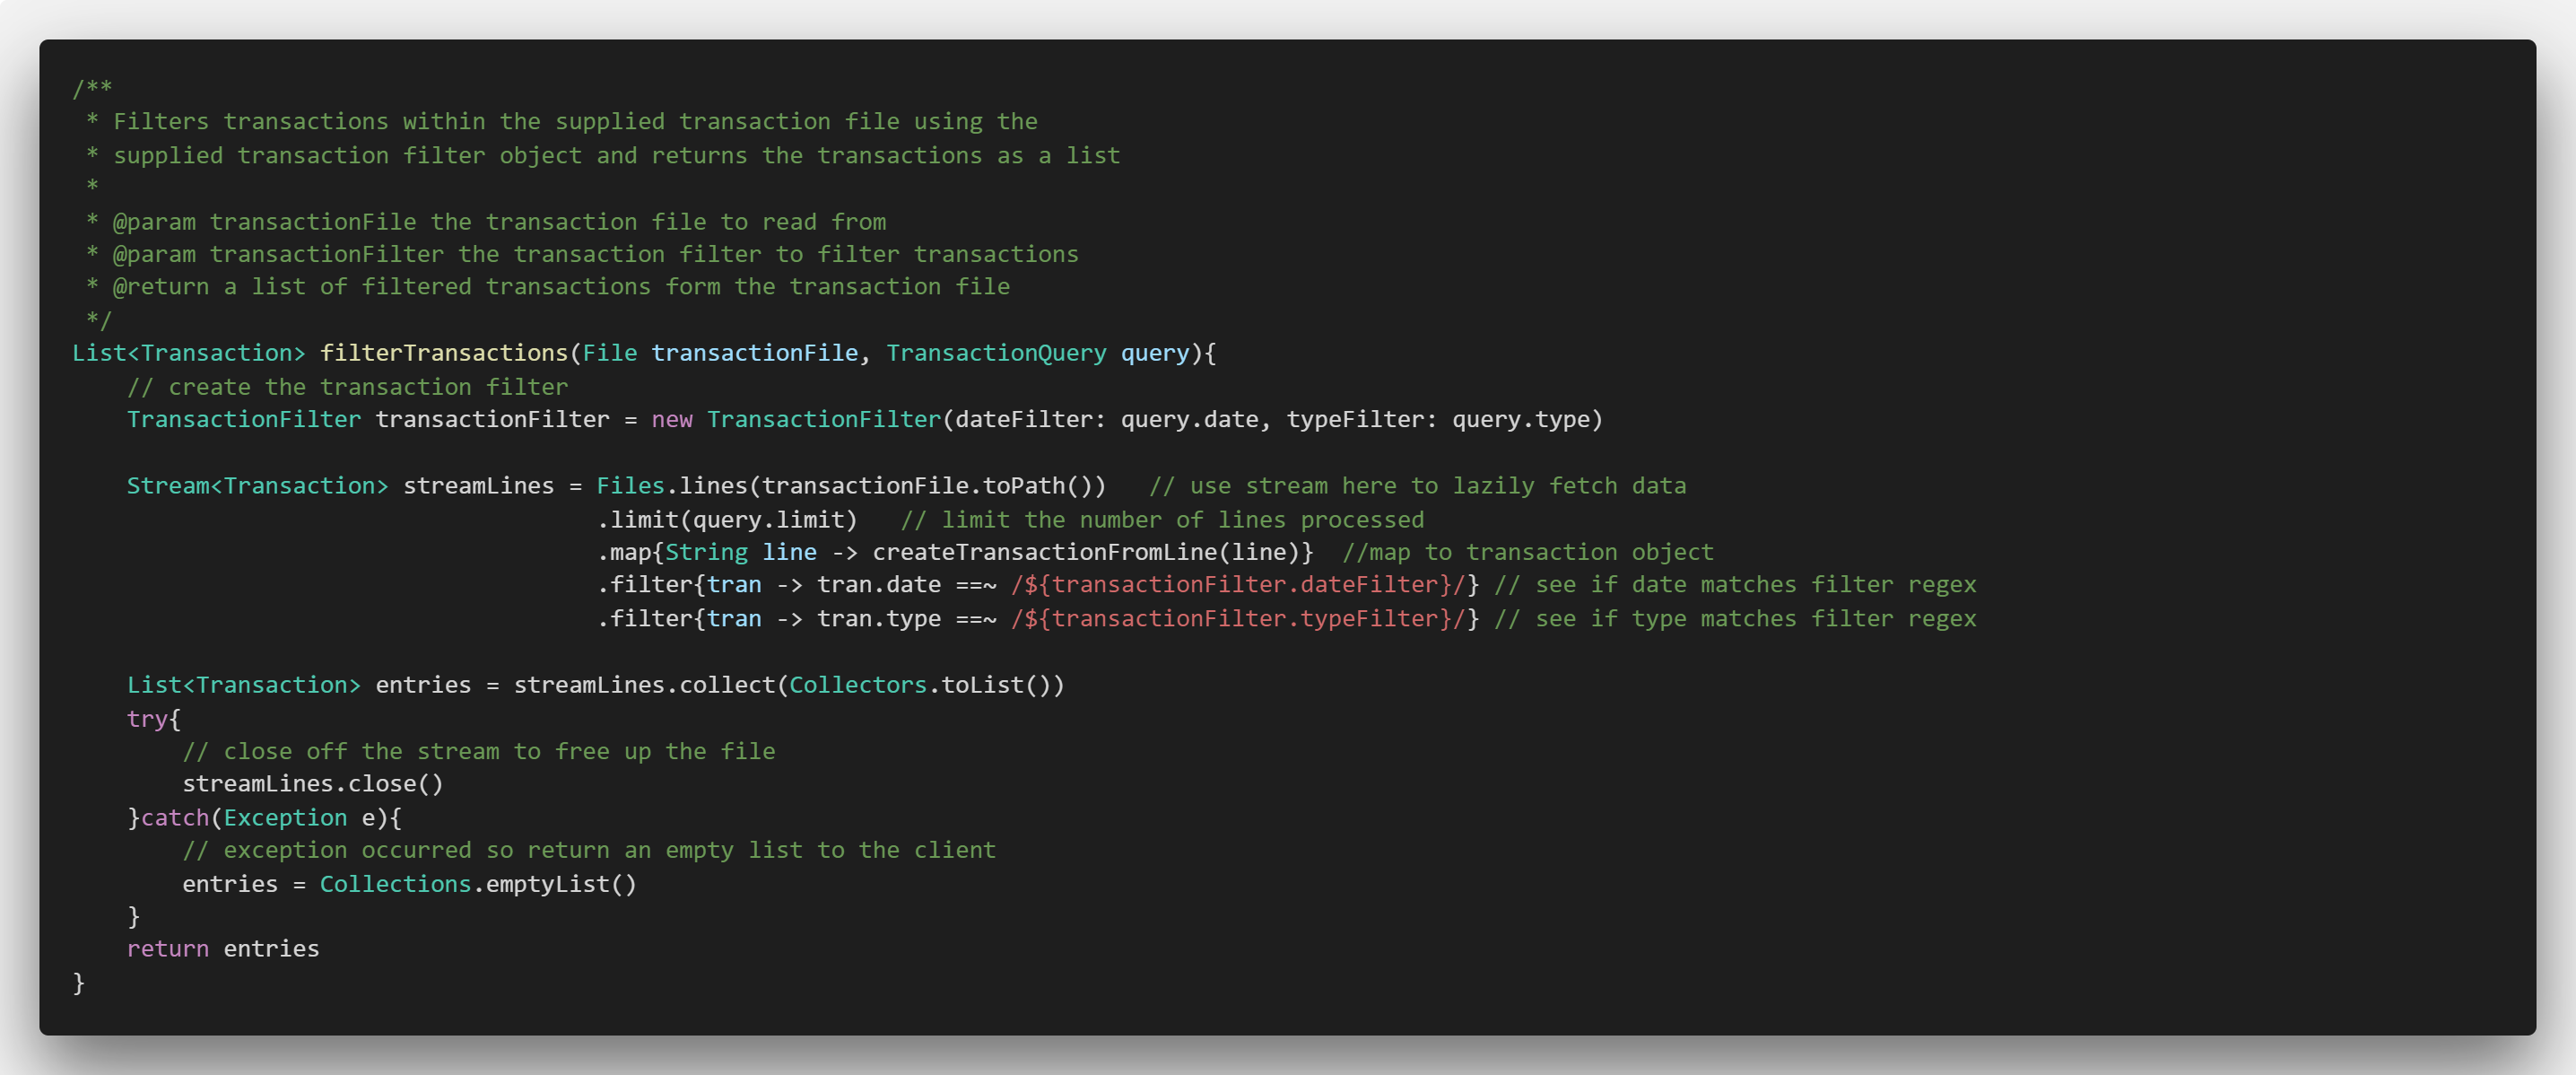 /**
 * Filters transactions within the supplied transaction file using the
 * supplied transaction filter object and returns the transactions as a list
 *
 * @param transactionFile the transaction file to read from
 * @param transactionFilter the transaction filter to filter transactions
 * @return a list of filtered transactions form the transaction file
 */
List<Transaction> filterTransactions(File transactionFile, TransactionQuery query){
    // create the transaction filter
    TransactionFilter transactionFilter = new TransactionFilter(dateFilter: query.date, typeFilter: query.type)

    Stream<Transaction> streamLines = Files.lines(transactionFile.toPath())   // use stream here to lazily fetch data
                                      .limit(query.limit)   // limit the number of lines processed
                                      .map{String line -> createTransactionFromLine(line)}  //map to transaction object
                                      .filter{tran -> tran.date ==~ /${transactionFilter.dateFilter}/} // see if date matches filter regex
                                      .filter{tran -> tran.type ==~ /${transactionFilter.typeFilter}/} // see if type matches filter regex

    List<Transaction> entries = streamLines.collect(Collectors.toList())
    try{
        // close off the stream to free up the file
        streamLines.close()
    }catch(Exception e){
        // exception occurred so return an empty list to the client
        entries = Collections.emptyList()
    }
    return entries
}